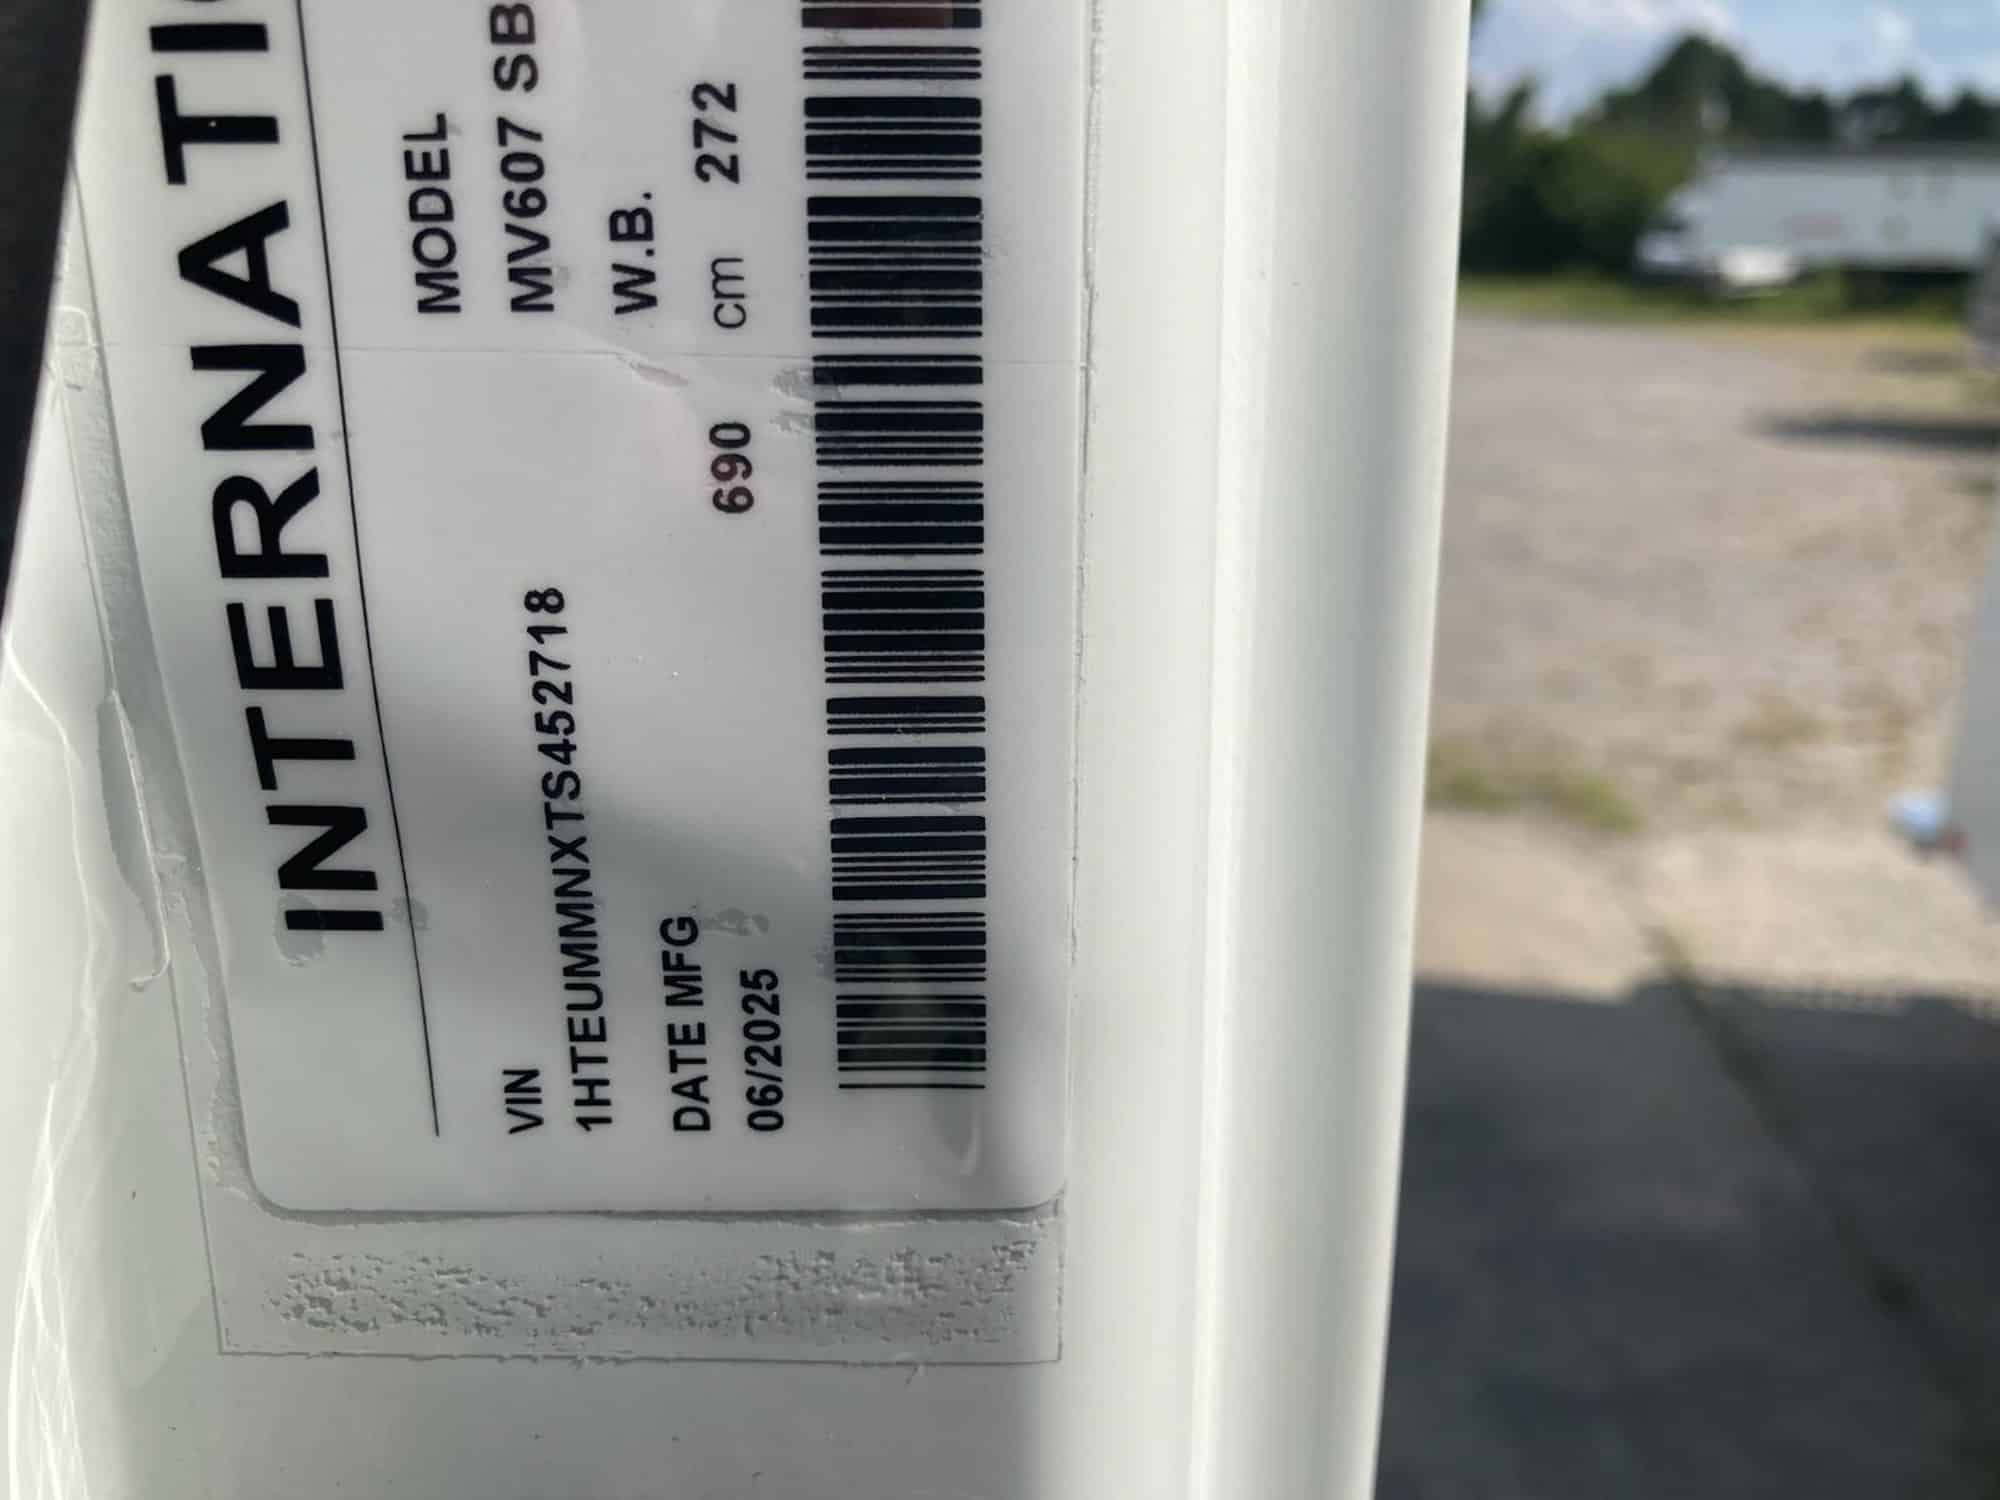 INTERNATI
MODEL
MV607 SB
VIN
1HTEUMMNXTS452718
W.B.
DATE MFG
06/2025
690 cm 272